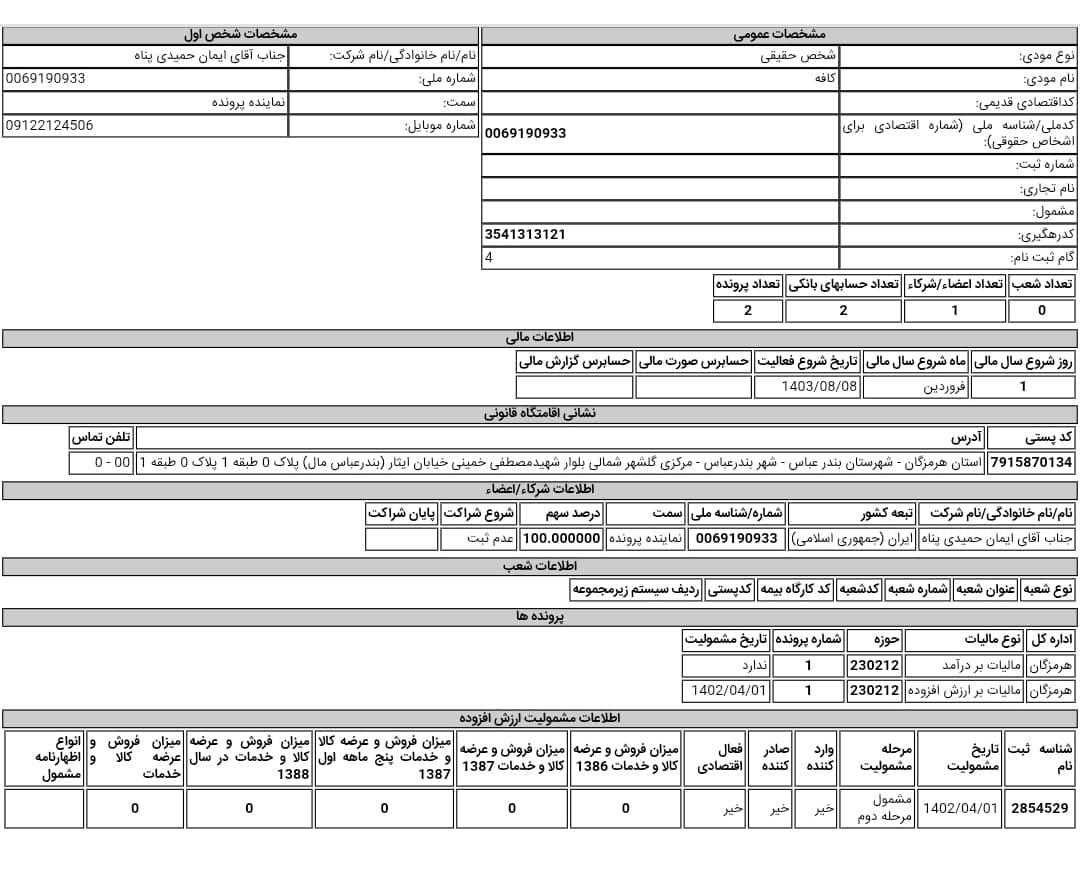 مشخصات عمومی
نوع مودی: شخص حقیقی
نام مودی: کافه
کداقتصادی قدیمی:
کدملی/شناسه ملی (شماره اقتصادی برای
اشخاص حقوقی): 0069190933
شماره ثبت:
نام تجاری:
مشمول:
کدرهگیری: 3541313121
گام ثبت نام: 4
مشخصات شخص اول
نام/نام خانوادگی/نام شرکت: جناب آقای ایمان حمیدی پناه
شماره ملی: 0069190933
سمت: نماینده پرونده
شماره موبایل: 09122124506
تعداد شعب تعداد اعضاء/شرکاء تعداد حسابهای بانکی تعداد پرونده
0 1 2 2
اطلاعات مالی
روز شروع سال مالی ماه شروع سال مالی تاریخ شروع فعالیت حسابرس صورت مالی حسابرس گزارش مالی
1 فروردین 1403/08/08
نشانی اقامتگاه قانونی
کد پستی آدرس تلفن تماس
7915870134 استان هرمزگان - شهرستان بندر عباس - شهر بندرعباس - مرکزی گلشهر شمالی بلوار شهیدمصطفی خمینی خیابان ایثار (بندرعباس مال) پلاک 0 طبقه 1 پلاک 0 طبقه 1 00 - 0
اطلاعات شرکاء/اعضاء
نام/نام خانوادگی/نام شرکت تبعه کشور شماره/شناسه ملی سمت درصد سهم شروع شراکت پایان شراکت
جناب آقای ایمان حمیدی پناه ایران (جمهوری اسلامی) 0069190933 نماینده پرونده 100.000000 عدم ثبت
اطلاعات شعب
نوع شعبه عنوان شعبه شماره شعبه کدشعبه کد کارگاه بیمه کدپستی ردیف سیستم زیرمجموعه
پرونده ها
اداره کل نوع مالیات حوزه شماره پرونده تاریخ مشمولیت
هرمزگان مالیات بر درآمد 230212 1 ندارد
هرمزگان مالیات بر ارزش افزوده 230212 1 1402/04/01
اطلاعات مشمولیت ارزش افزوده
شناسه ثبت نام تاریخ مشمولیت مرحله مشمولیت وارد کننده صادر کننده فعال اقتصادی میزان فروش و عرضه کالا و خدمات 1386 میزان فروش و عرضه کالا و خدمات 1387 میزان فروش و عرضه کالا و خدمات پنج ماهه اول 1387 میزان فروش و عرضه کالا و خدمات در سال 1388 میزان فروش و عرضه کالا و خدمات انواع اظهارنامه مشمول
2854529 1402/04/01 مشمول مرحله دوم خیر خیر خیر 0 0 0 0 0